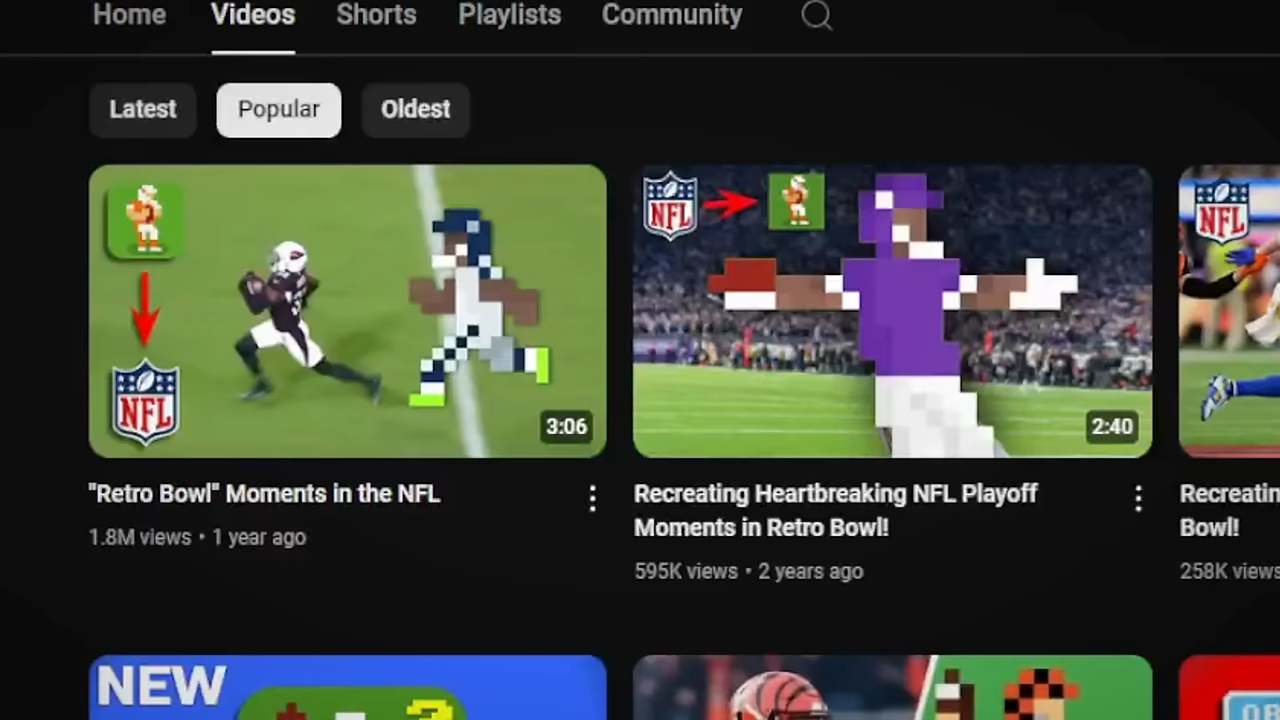 Home Videos Shorts Playlists Community
Latest Popular Oldest
NFL
3:06
NFL
2:40
NFL
"Retro Bowl" Moments in the NFL
1.8M views • 1 year ago
Recreating Heartbreaking NFL Playoff
Moments in Retro Bowl!
595K views • 2 years ago
Recreatin
Bowl!
258K views
NEW